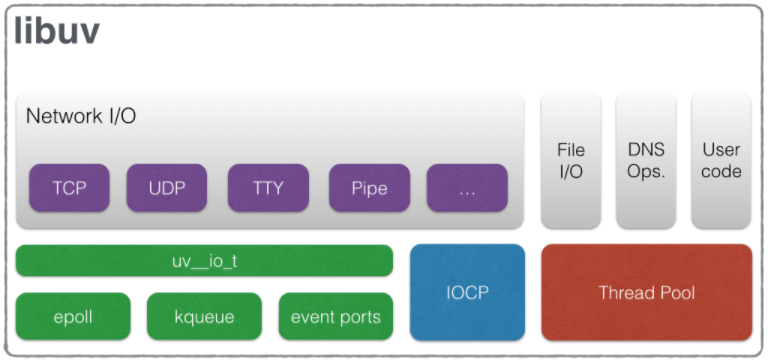 libuv
Network I/O
TCP
UDP
TTY
Pipe
...
File
I/O
DNS
Ops.
User
code
uv__io_t
IOCP
Thread Pool
epoll
kqueue
event ports